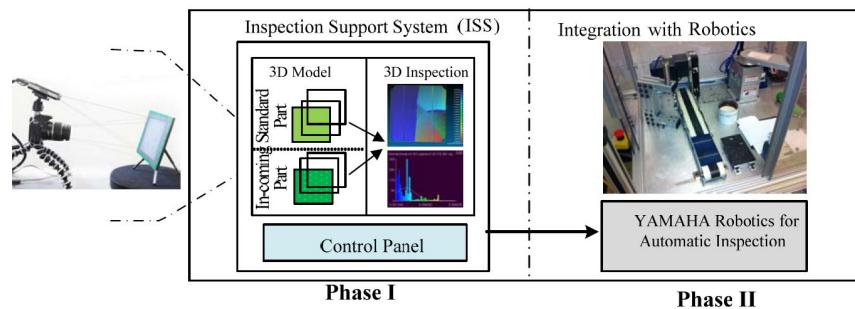 Inspection Support System (ISS)
Integration with Robotics
3D Model
3D Inspection
Standard
Part
In-coming
Part
Control Panel
YAMAHA Robotics for
Automatic Inspection
Phase I
Phase II